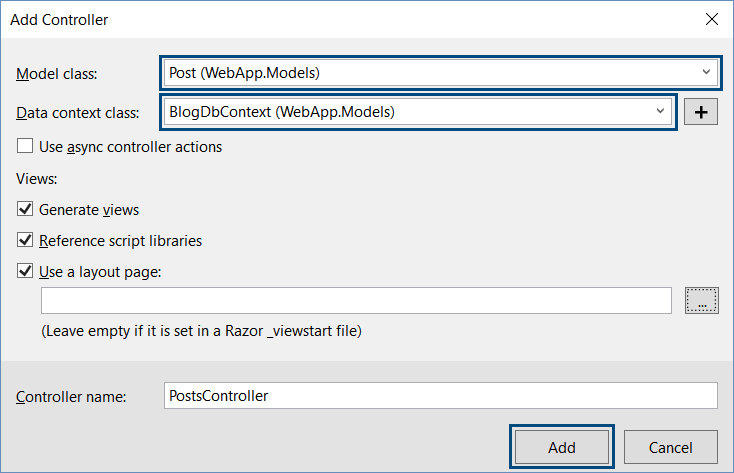 Add Controller
Model class: Post (WebApp.Models)
Data context class: BlogDbContext (WebApp.Models) +
Use async controller actions
Views:
Generate views
Reference script libraries
Use a layout page:
...
(Leave empty if it is set in a Razor _viewstart file)
Controller name: PostsController
Add Cancel